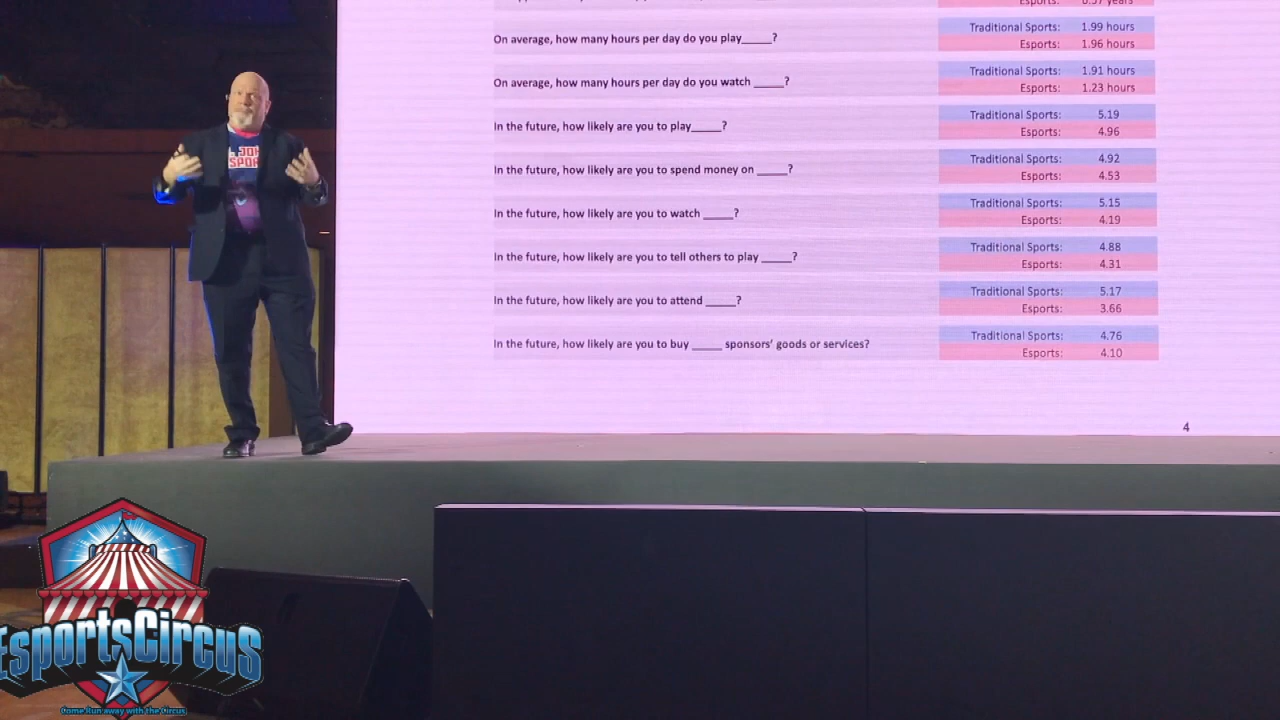 Esports:
On average, how many hours per day do you play_____?
Traditional Sports: 1.99 hours
Esports: 1.96 hours
On average, how many hours per day do you watch _____?
Traditional Sports: 1.91 hours
Esports: 1.23 hours
In the future, how likely are you to play_____?
Traditional Sports: 5.19
Esports: 4.96
In the future, how likely are you to spend money on _____?
Traditional Sports: 4.92
Esports: 4.53
In the future, how likely are you to watch _____?
Traditional Sports: 5.15
Esports: 4.19
In the future, how likely are you to tell others to play _____?
Traditional Sports: 4.88
Esports: 4.31
In the future, how likely are you to attend _____?
Traditional Sports: 5.17
Esports: 3.66
In the future, how likely are you to buy _____ sponsors' goods or services?
Traditional Sports: 4.76
Esports: 4.10
4
EsportsCircus
Come Run away with the Circus